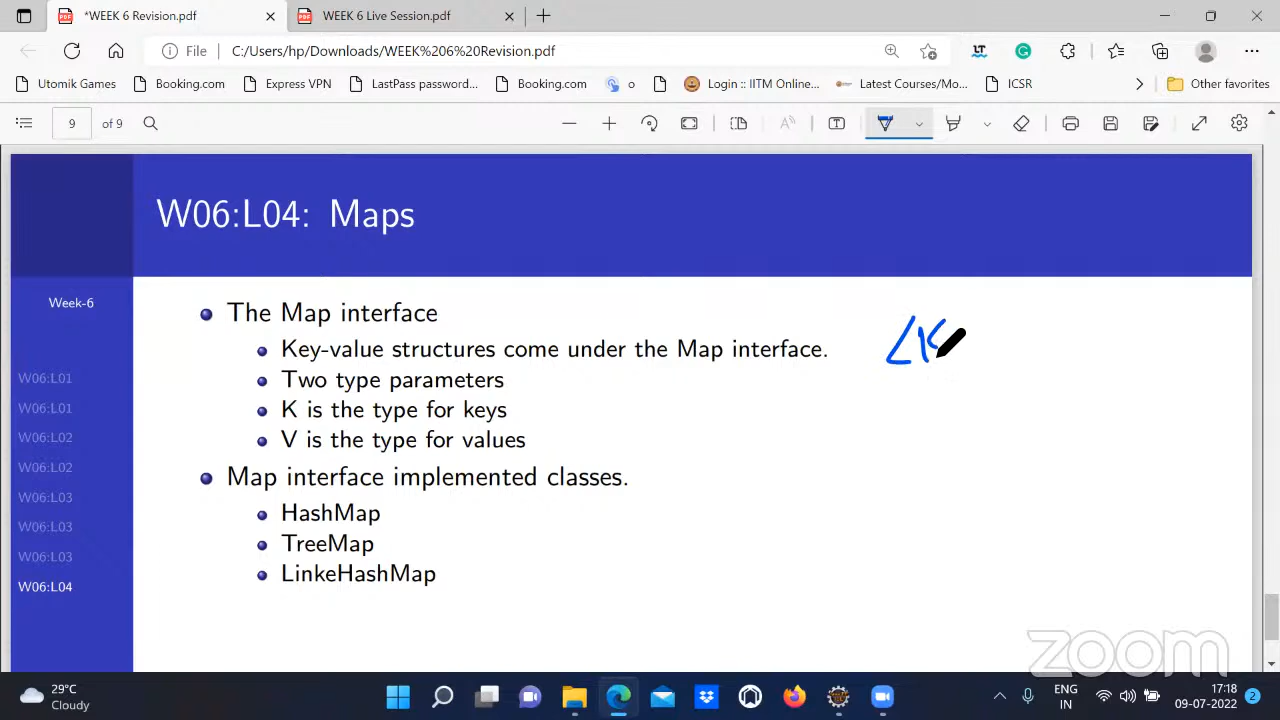 *WEEK 6 Revision.pdf
WEEK 6 Live Session.pdf
File C:/Users/hp/Downloads/WEEK%206%20Revision.pdf
Utomik Games
Booking.com
Express VPN
LastPass password...
Booking.com
o
Login :: IITM Online...
Latest Courses/Mo...
ICSR
Other favorites
9 of 9
W06:L04: Maps
Week-6
W06:L01
W06:L01
W06:L02
W06:L02
W06:L03
W06:L03
W06:L03
W06:L04
The Map interface
Key-value structures come under the Map interface.
Two type parameters
K is the type for keys
V is the type for values
Map interface implemented classes.
HashMap
TreeMap
LinkeHashMap
<K
zoom
29°C
Cloudy
ENG
IN
17:18
09-07-2022
2